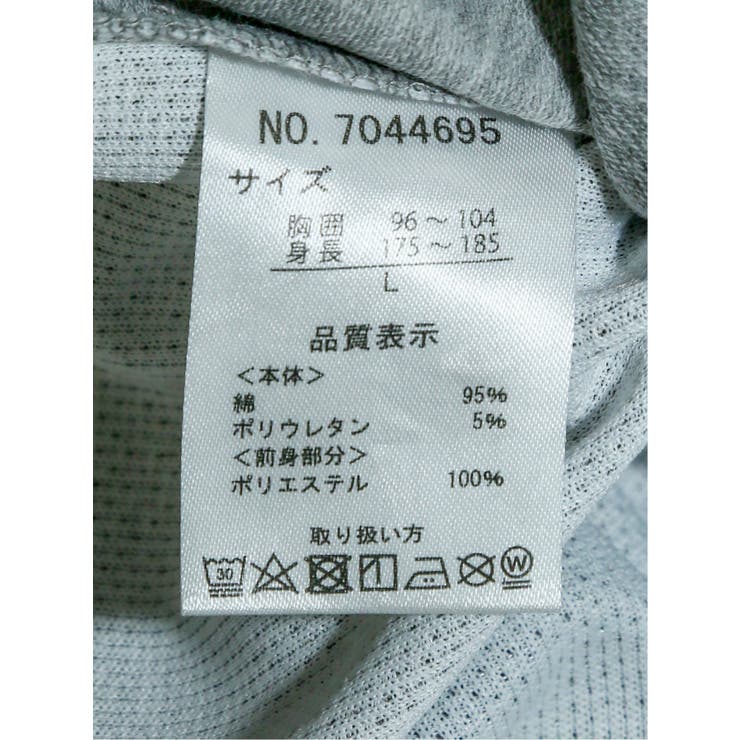 NO. 7044695
サイズ
胸囲 96～104
身長 175～185
L
品質表示
＜本体＞
綿 95%
ポリウレタン 5%
＜前身部分＞
ポリエステル 100%
取り扱い方
30 W